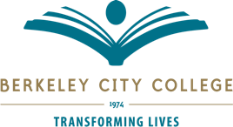 BERKELEY CITY COLLEGE
1974
TRANSFORMING LIVES